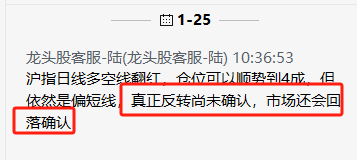 1-25
龙头股客服-陆(龙头股客服-陆) 10:36:53
沪指日线多空线翻红，仓位可以顺势到4成，但
依然是偏短线，真正反转尚未确认，市场还会回
落确认